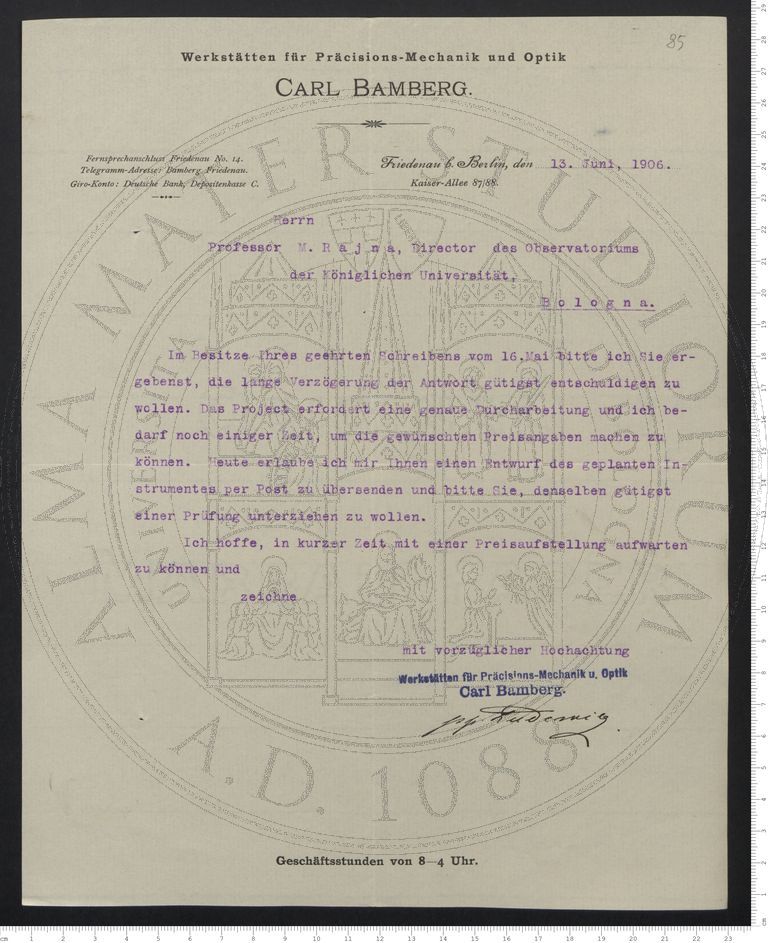 85
Werkstätten für Präcisions-Mechanik und Optik
CARL BAMBERG.
Fernsprechanschluss Friedenau No. 14.
Telegramm-Adresse: Bamberg Friedenau.
Giro-Konto: Deutsche Bank, Depositenkasse C.
Friedenau b. Berlin, den 13. Juni, 1906.
Kaiser-Allee 87/88.
Herrn
Professor M. Rajna, Director des Observatoriums
der Königlichen Universität,
Bologna.
Im Besitze Ihres geehrten Schreibens vom 16.Mai bitte ich Sie er-
gebenst, die lange Verzögerung der Antwort gütigst entschuldigen zu
wollen. Das Project erfordert eine genaue Durcharbeitung und ich be-
darf noch einiger Zeit, um die gewünschten Preisangaben machen zu
können. Heute erlaube ich mir Ihnen einen Entwurf des geplanten In-
strumentes per Post zu übersenden und bitte Sie, denselben gütigst
einer Prüfung unterziehen zu wollen.
Ich hoffe, in kurzer Zeit mit einer Preisaufstellung aufwarten
zu können und
zeichne
mit vorzüglicher Hochachtung
Werkstätten für Präcisions-Mechanik u. Optik
Carl Bamberg.
Geschäftsstunden von 8—4 Uhr.
ALMA MATER STUDIORUM
A.D. 1088